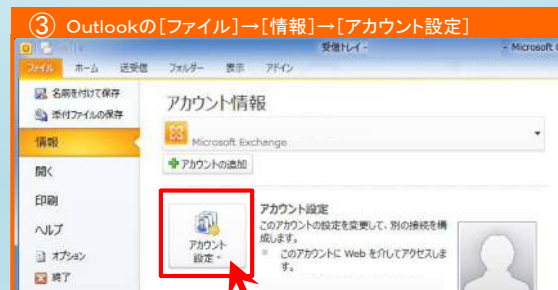 ③ Outlookの[ファイル]→[情報]→[アカウント設定]
受信トレイ - - Microsoft
ファイル ホーム 送受信 フォルダー 表示 アドイン
名前を付けて保存
添付ファイルの保存
情報
開く
印刷
ヘルプ
オプション
終了
アカウント情報
Microsoft Exchange
アカウントの追加
アカウント
設定
アカウント設定
このアカウントの設定を変更して、別の接続を構
成します。
このアカウントに Web を介してアクセスしま
す。